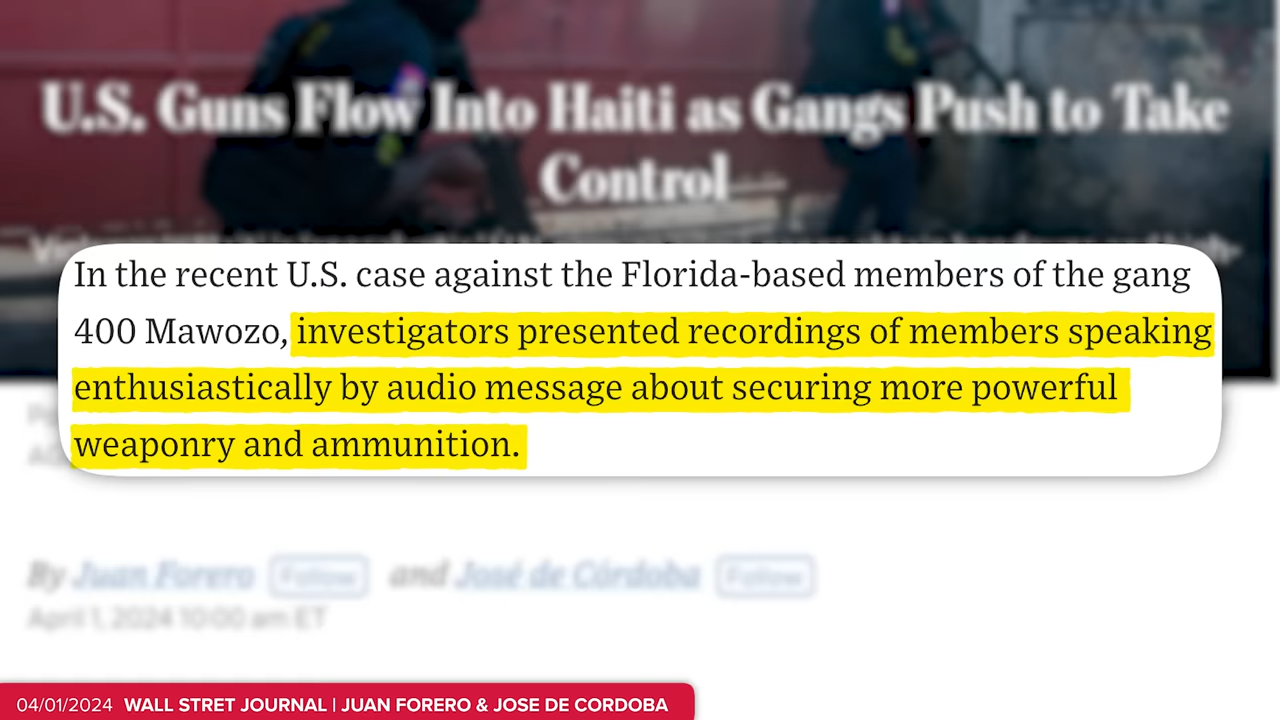 U.S. Guns Flow Into Haiti as Gangs Push to Take
Control
In the recent U.S. case against the Florida-based members of the gang
400 Mawozo, investigators presented recordings of members speaking
enthusiastically by audio message about securing more powerful
weaponry and ammunition.
By Juan Forero Follow and José de Córdoba Follow
April 1, 2024 10:00 am ET
04/01/2024 WALL STRET JOURNAL | JUAN FORERO & JOSE DE CORDOBA